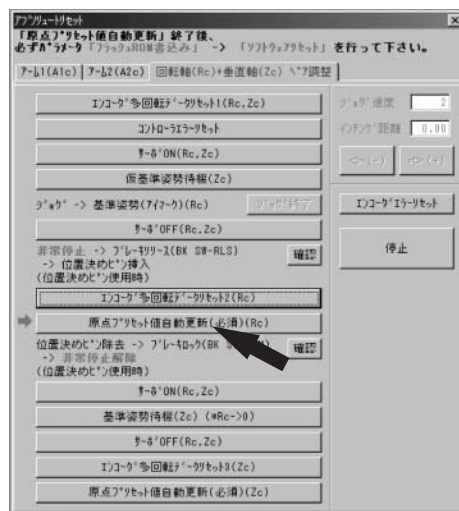 アブソリュートリセット
「原点プリセット値自動更新」終了後、
必ずパラメータ「フラッシュROM書込み」 -> 「ソフトウェアリセット」 を行って下さい。
アーム1(A1c) アーム2(A2c) 回転軸(Rc)+垂直軸(Zc) ペア調整
エンコーダ多回転データリセット1(Rc,Zc)
コントローラエラーリセット
サーボON(Rc,Zc)
仮基準姿勢待機(Zc)
ジョグ -> 基準姿勢(アイマーク)(Rc) ジョグ終了
サーボOFF(Rc,Zc)
非常停止 -> ブレーキリリース(BK SW-RLS)
-> 位置決めピン挿入
(位置決めピン使用時)
確認
エンコーダ多回転データリセット2(Rc)
原点プリセット値自動更新(必須)(Rc)
位置決めピン除去 -> ブレーキロック(BK S
-> 非常停止解除
(位置決めピン使用時)
確認
サーボON(Rc,Zc)
基準姿勢待機(Zc) (*Rc->0)
サーボOFF(Rc,Zc)
エンコーダ多回転データリセット3(Zc)
原点プリセット値自動更新(必須)(Zc)
ジョグ速度 2
インチング距離 0.00
<-(-) ->(+)
エンコーダエラーリセット
停止